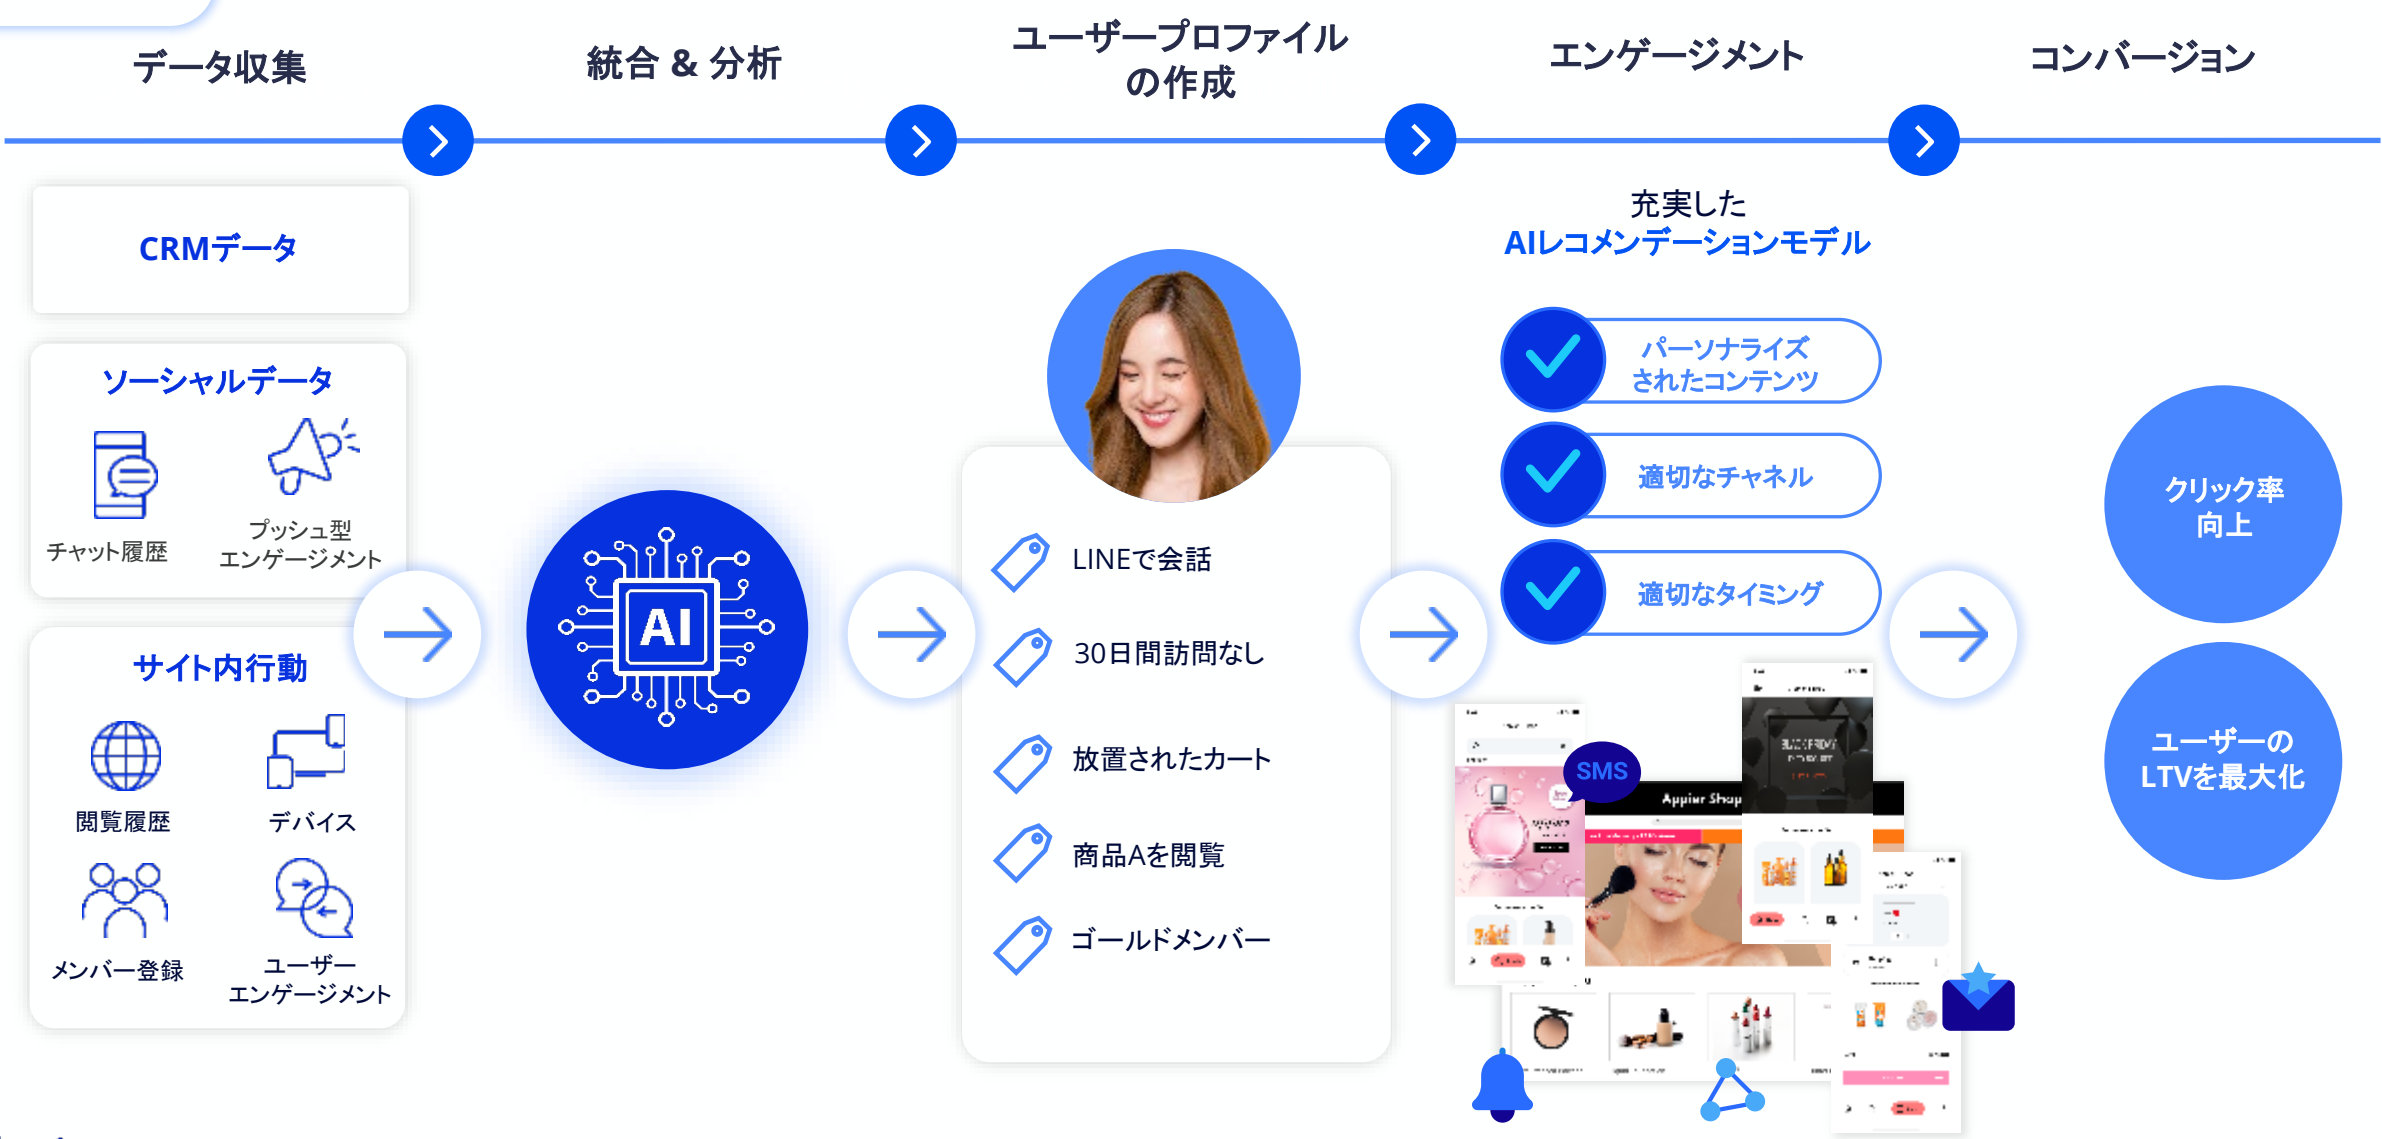 データ収集
統合 & 分析
ユーザープロファイル
の作成
エンゲージメント
コンバージョン
CRMデータ
ソーシャルデータ
チャット履歴
プッシュ型
エンゲージメント
サイト内行動
閲覧履歴
デバイス
メンバー登録
ユーザー
エンゲージメント
AI
LINEで会話
30日間訪問なし
放置されたカート
商品Aを閲覧
ゴールドメンバー
充実した
AIレコメンデーションモデル
パーソナライズ
されたコンテンツ
適切なチャネル
適切なタイミング
SMS
Appier Shop
BLACK FRIDAY
クリック率
向上
ユーザーの
LTVを最大化